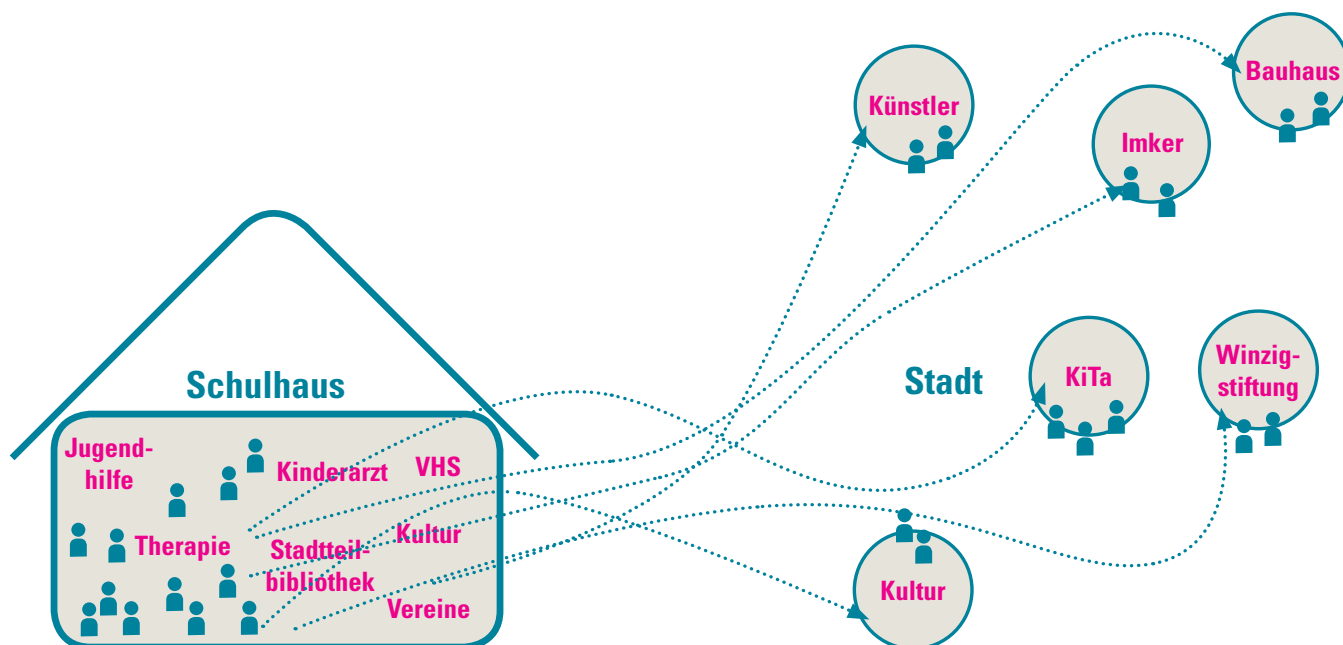 Schulhaus
Jugend-
hilfe
Kinderarzt
VHS
Therapie
Stadtteil-
bibliothek
Kultur
Vereine
Stadt
Künstler
Imker
Bauhaus
KiTa
Winzig-
stiftung
Kultur